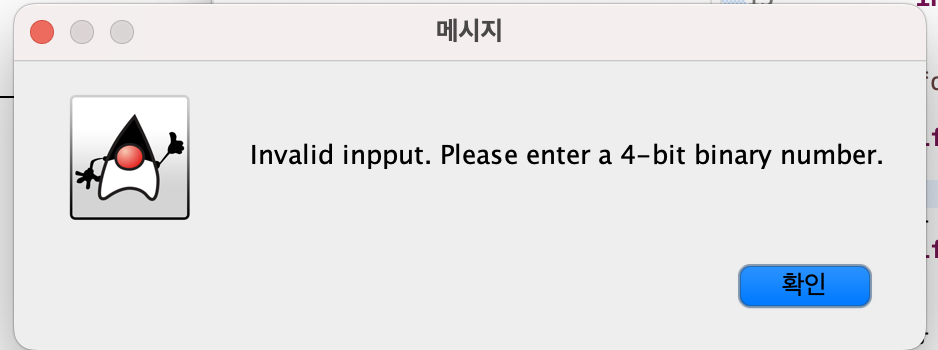 메시지
Invalid inpput. Please enter a 4-bit binary number.
확인